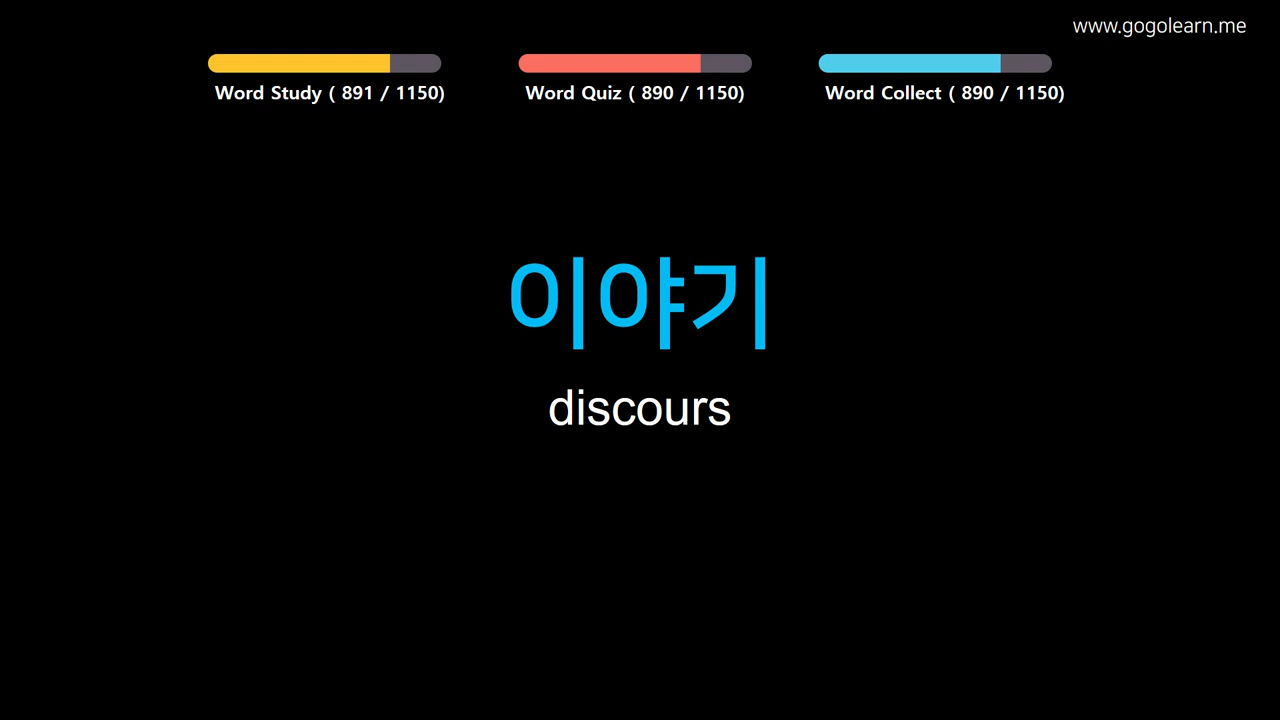 www.gogolearn.me
Word Study ( 891 / 1150)
Word Quiz ( 890 / 1150)
Word Collect ( 890 / 1150)
이야기
discours